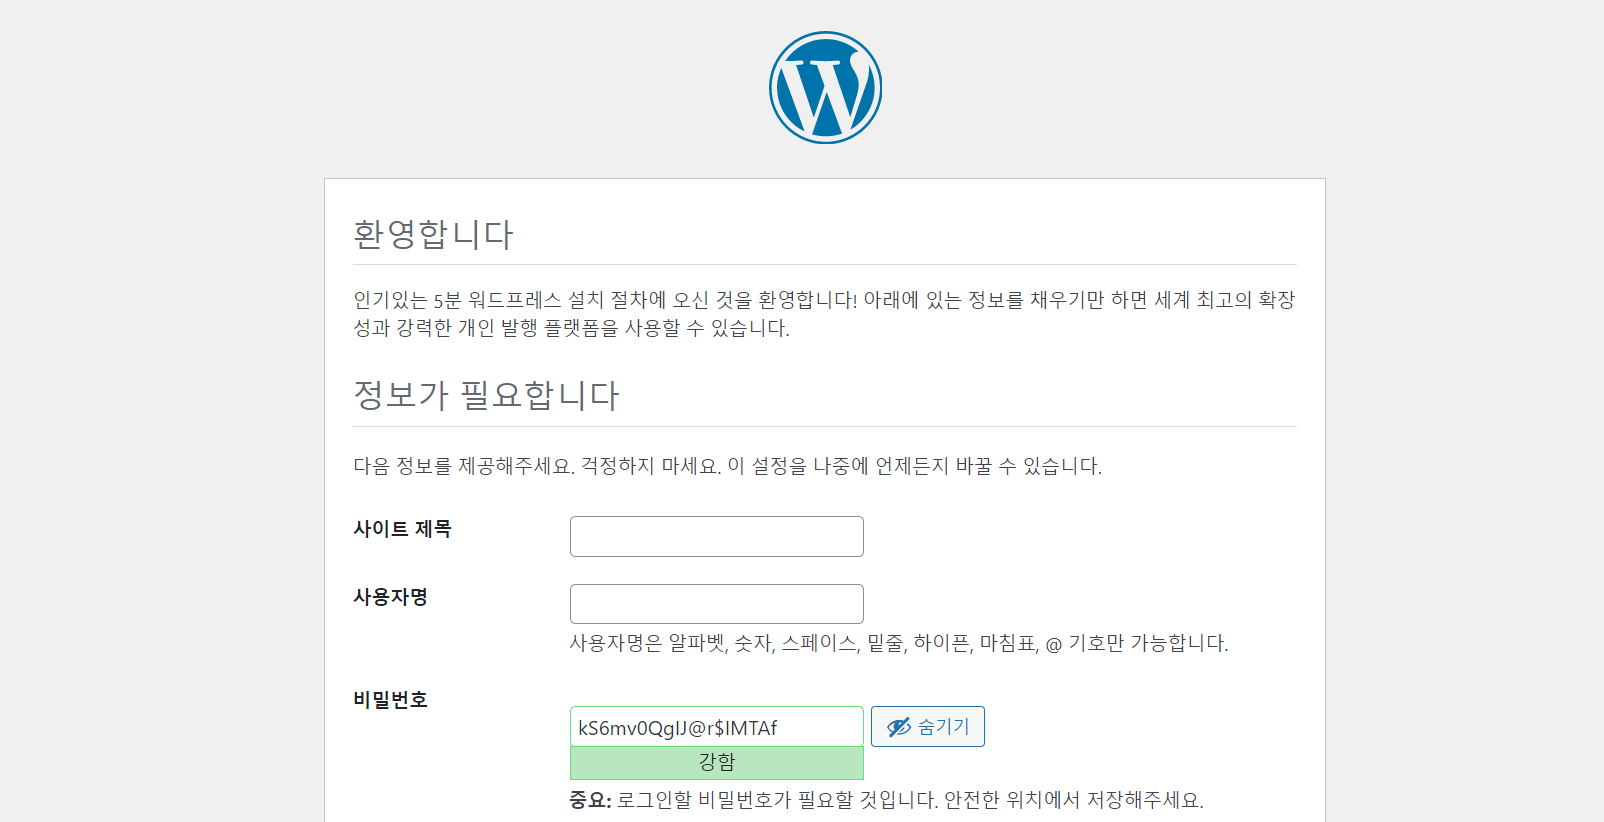 환영합니다
인기있는 5분 워드프레스 설치 절차에 오신 것을 환영합니다! 아래에 있는 정보를 채우기만 하면 세계 최고의 확장
성과 강력한 개인 발행 플랫폼을 사용할 수 있습니다.
정보가 필요합니다
다음 정보를 제공해주세요. 걱정하지 마세요. 이 설정을 나중에 언제든지 바꿀 수 있습니다.
사이트 제목
사용자명
사용자명은 알파벳, 숫자, 스페이스, 밑줄, 하이픈, 마침표, @ 기호만 가능합니다.
비밀번호
kS6mv0QgIJ@r$IMTAf 숨기기
강함
중요: 로그인할 비밀번호가 필요할 것입니다. 안전한 위치에서 저장해주세요.